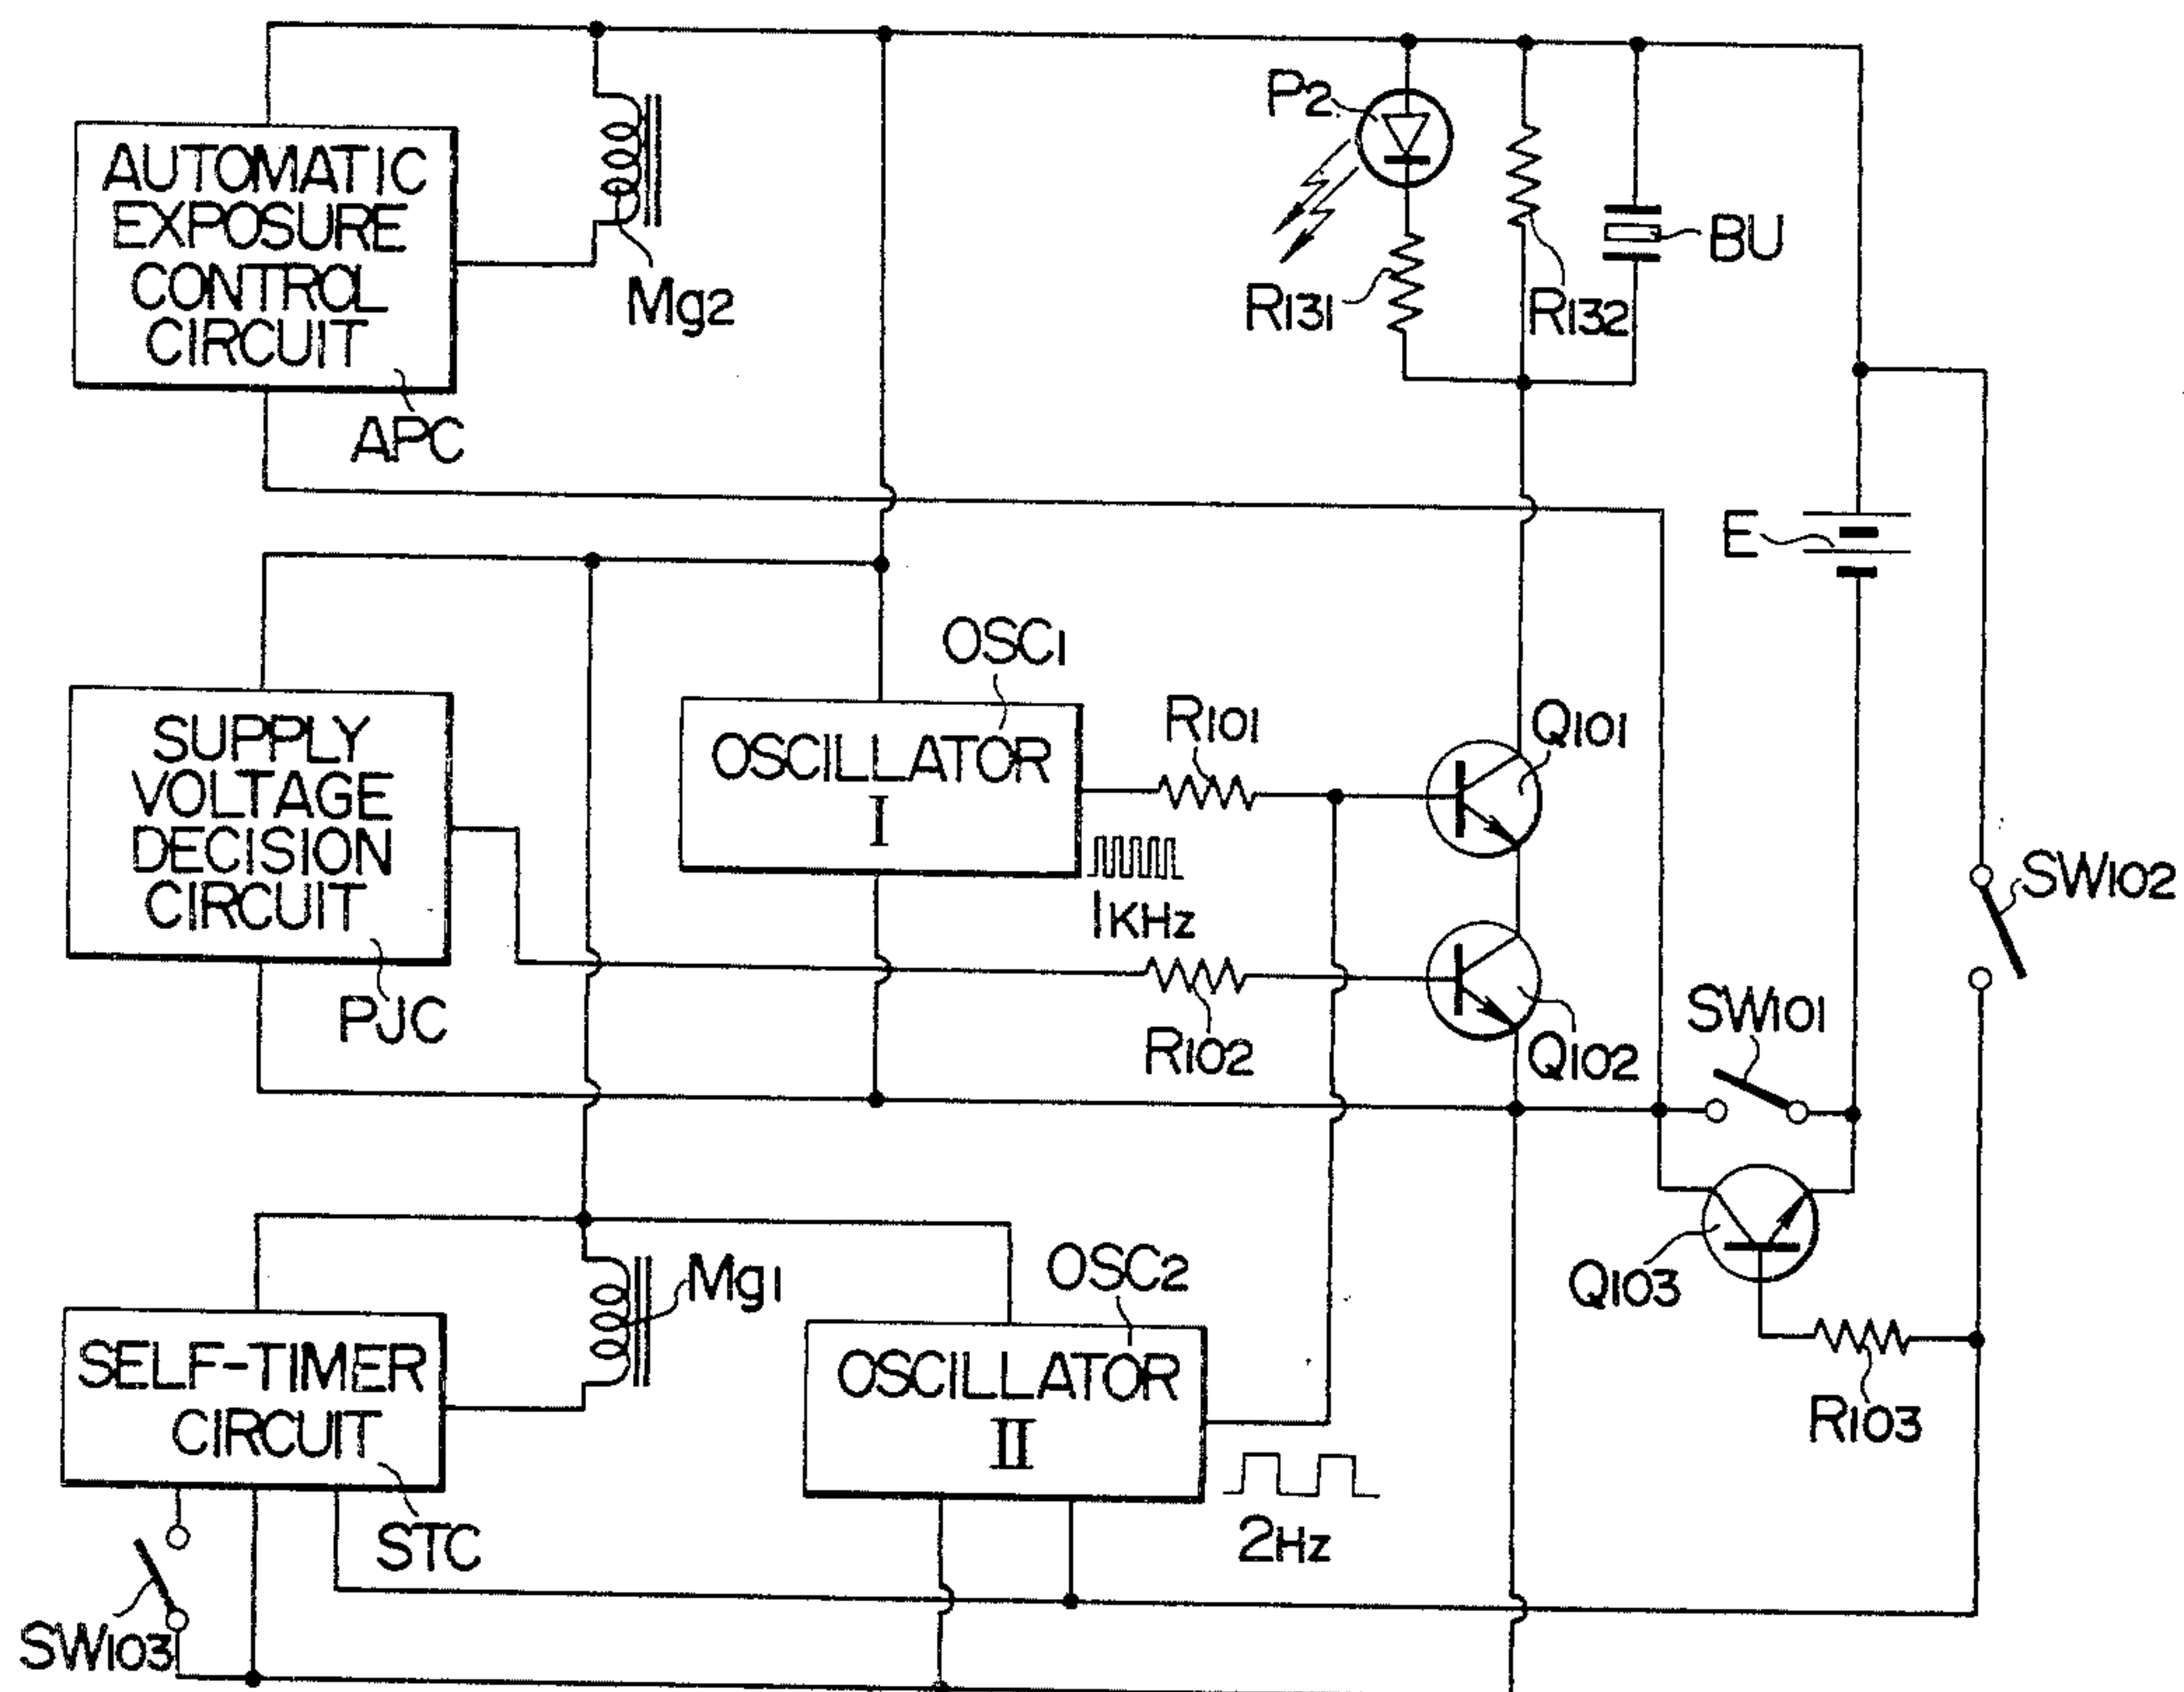 AUTOMATIC
EXPOSURE
CONTROL
CIRCUIT
APC
Mg2
P2
R131
R132
BU
E
SUPPLY
VOLTAGE
DECISION
CIRCUIT
PJC
OSC1
OSCILLATOR
I
1KHz
R101
R102
Q101
Q102
SW101
SW102
Q103
R103
SELF-TIMER
CIRCUIT
STC
SW103
Mg1
OSC2
OSCILLATOR
II
2Hz